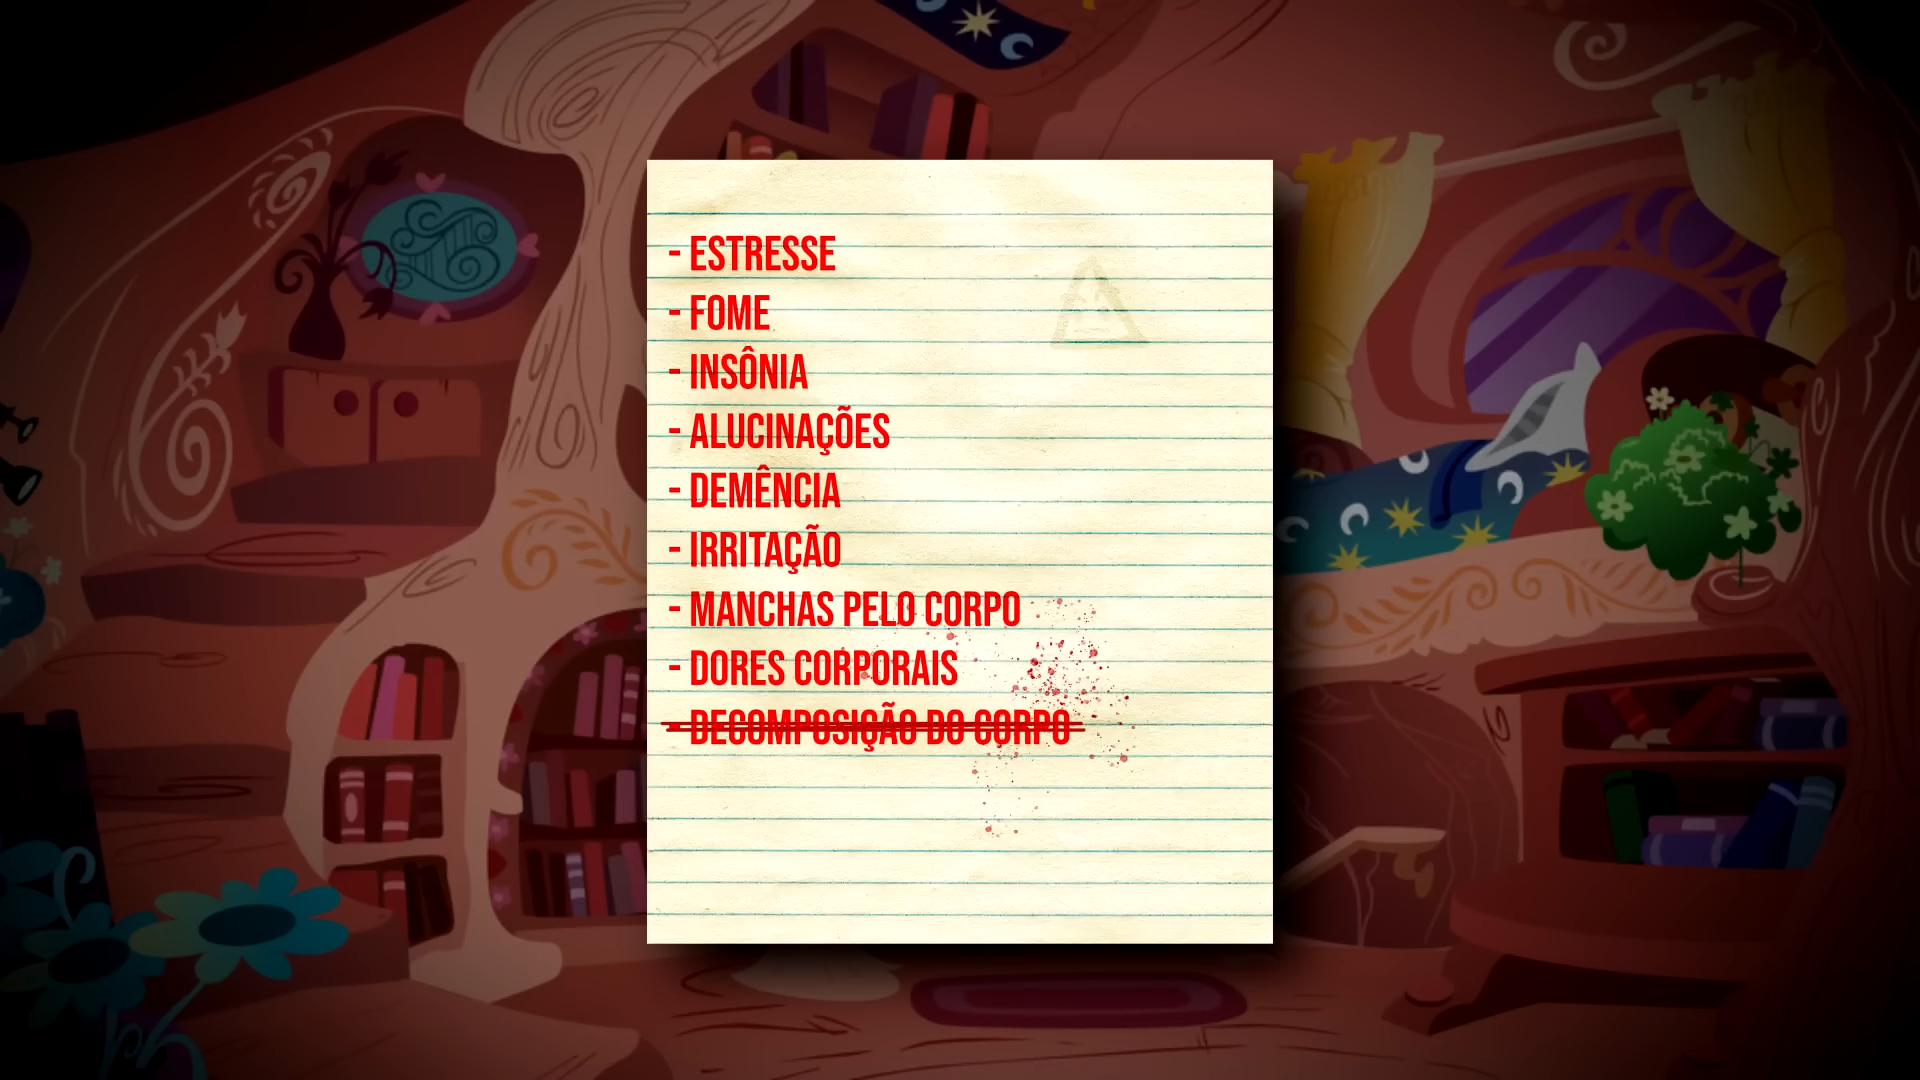 - ESTRESSE
- FOME
- INSÔNIA
- ALUCINAÇÕES
- DEMÊNCIA
- IRRITAÇÃO
- MANCHAS PELO CORPO
- DORES CORPORAIS
- DECOMPOSIÇÃO DO CORPO